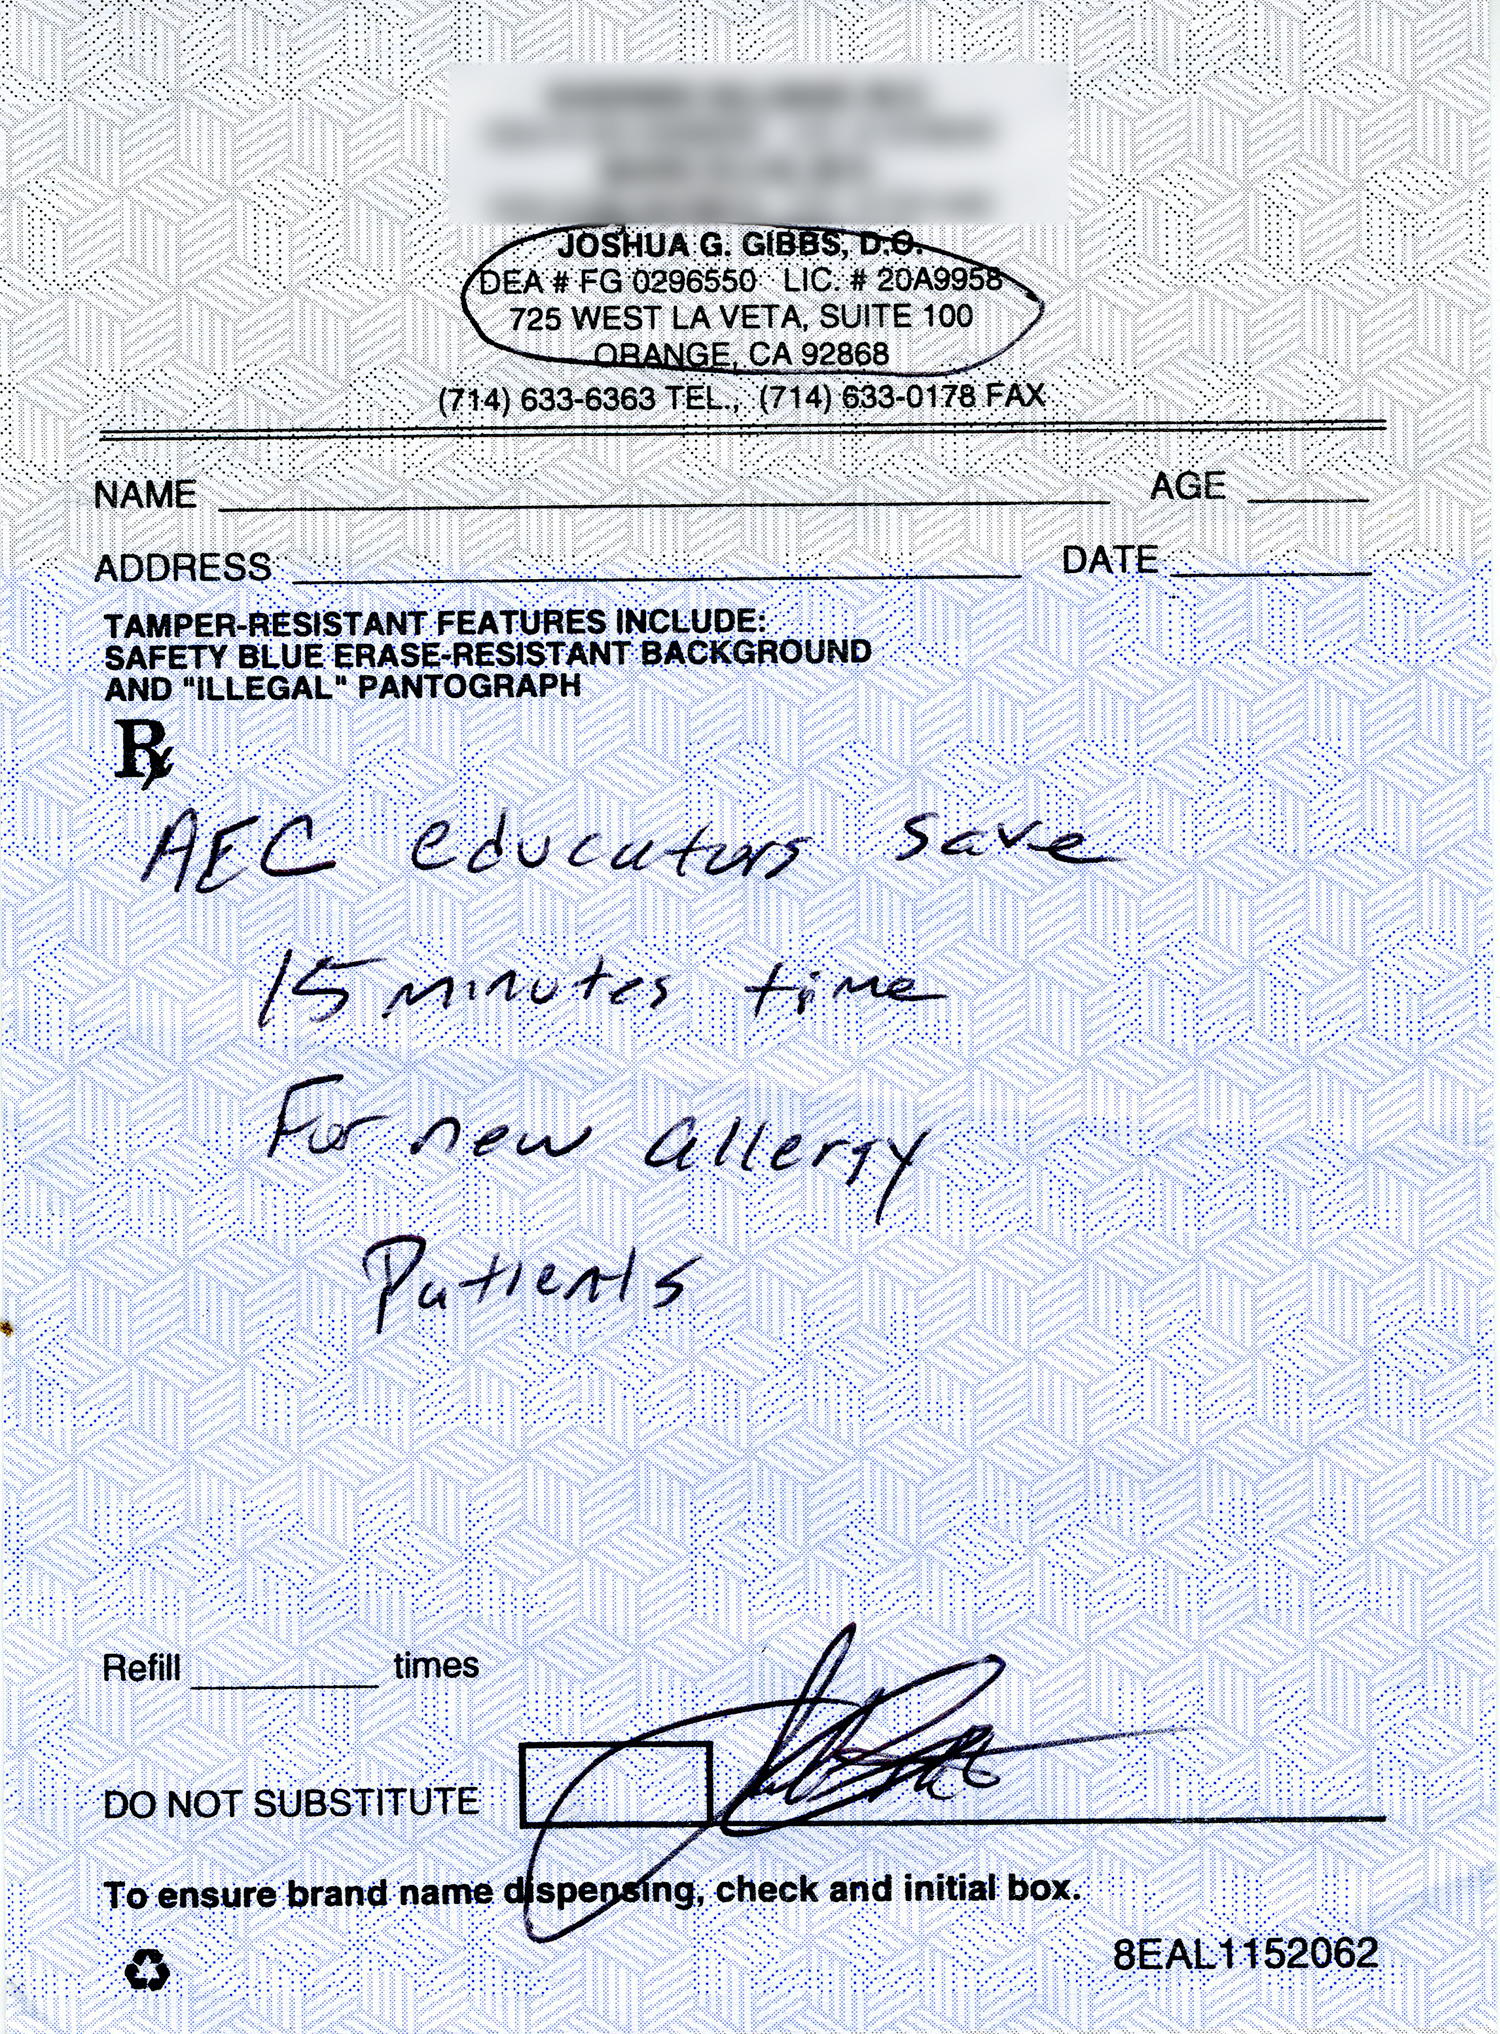 JOSHUA G. GIBBS, D.O.
DEA # FG 0296550 LIC. # 20A9958
725 WEST LA VETA, SUITE 100
ORANGE, CA 92868
(714) 633-6363 TEL., (714) 633-0178 FAX
NAME AGE
ADDRESS DATE
TAMPER-RESISTANT FEATURES INCLUDE:
SAFETY BLUE ERASE-RESISTANT BACKGROUND
AND "ILLEGAL" PANTOGRAPH
℞
AEC educators save
15 minutes time
For new allergy
Patients
Refill times
DO NOT SUBSTITUTE
To ensure brand name dispensing, check and initial box.
8EAL1152062